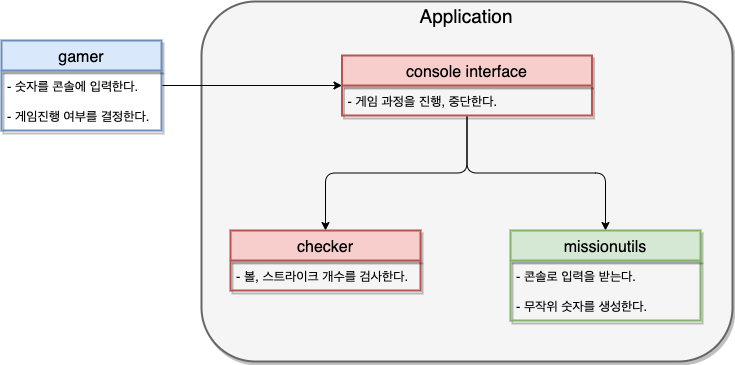 Application
gamer
- 숫자를 콘솔에 입력한다.
- 게임진행 여부를 결정한다.
console interface
- 게임 과정을 진행, 중단한다.
checker
- 볼, 스트라이크 개수를 검사한다.
missionutils
- 콘솔로 입력을 받는다.
- 무작위 숫자를 생성한다.